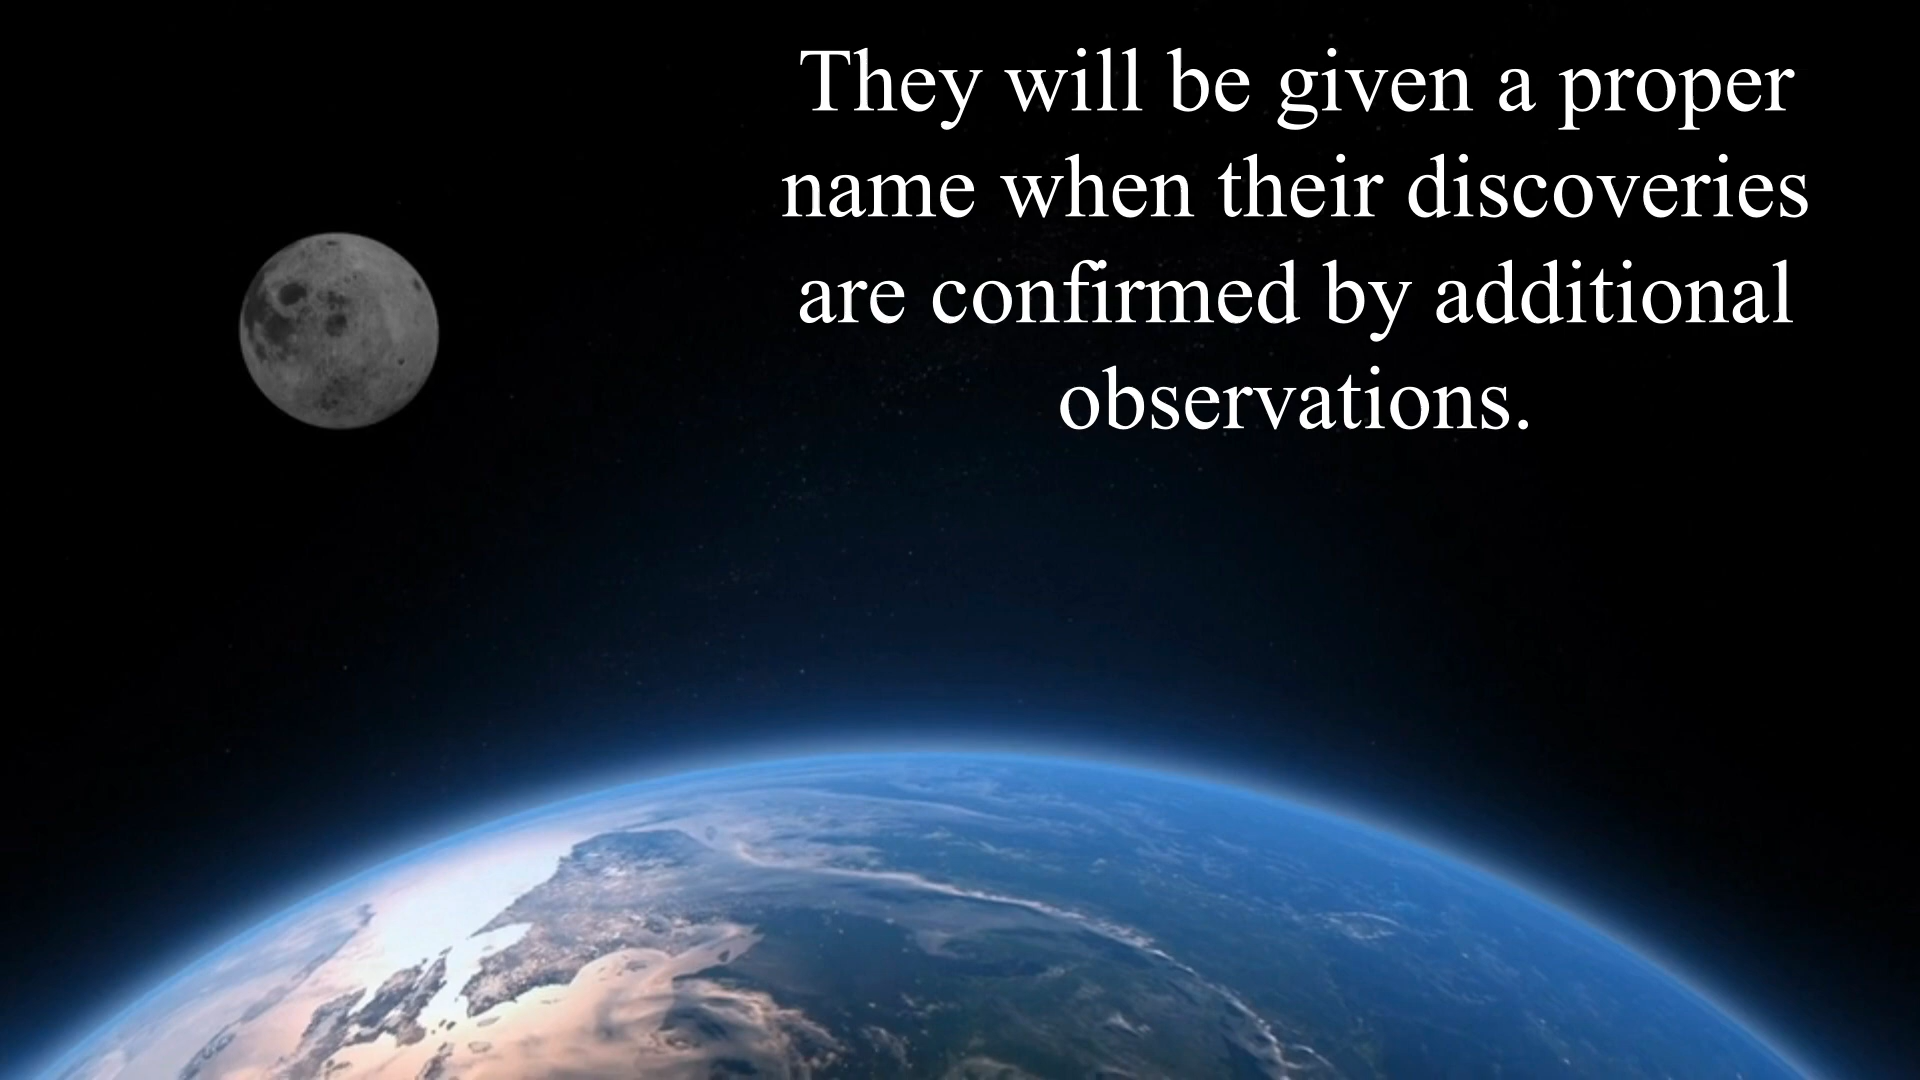 They will be given a proper
name when their discoveries
are confirmed by additional
observations.